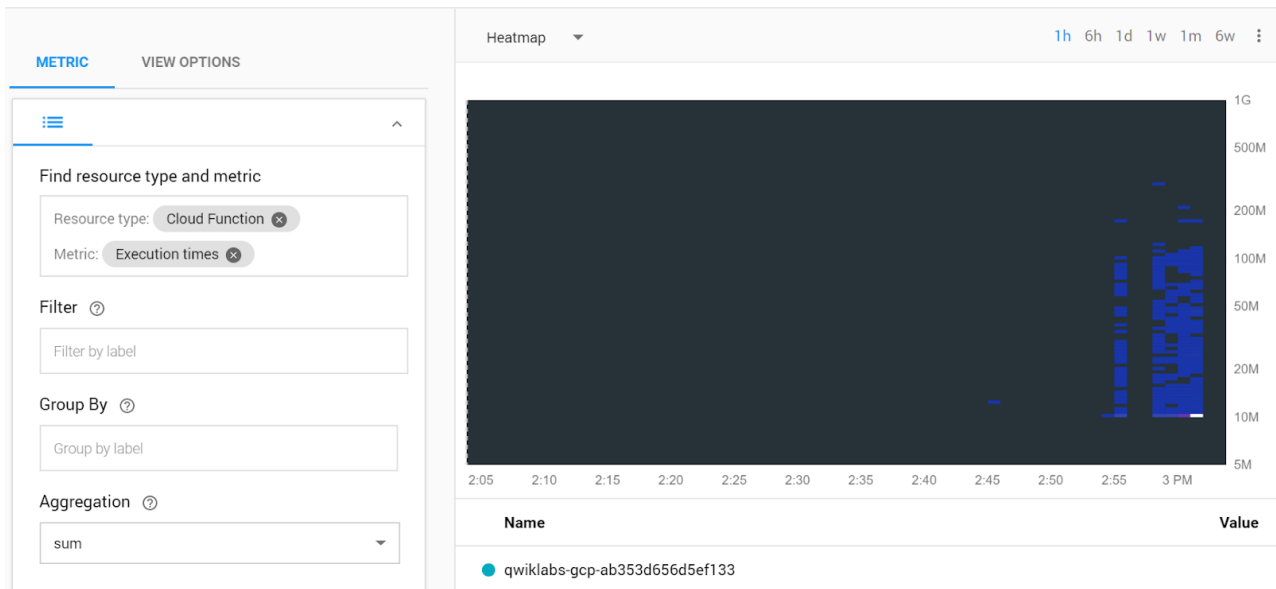 METRIC VIEW OPTIONS
Find resource type and metric
Resource type: Cloud Function
Metric: Execution times
Filter
Filter by label
Group By
Group by label
Aggregation
sum
Heatmap
1h 6h 1d 1w 1m 6w
1G
500M
200M
100M
50M
20M
10M
5M
2:05 2:10 2:15 2:20 2:25 2:30 2:35 2:40 2:45 2:50 2:55 3 PM
Name Value
qwiklabs-gcp-ab353d656d5ef133